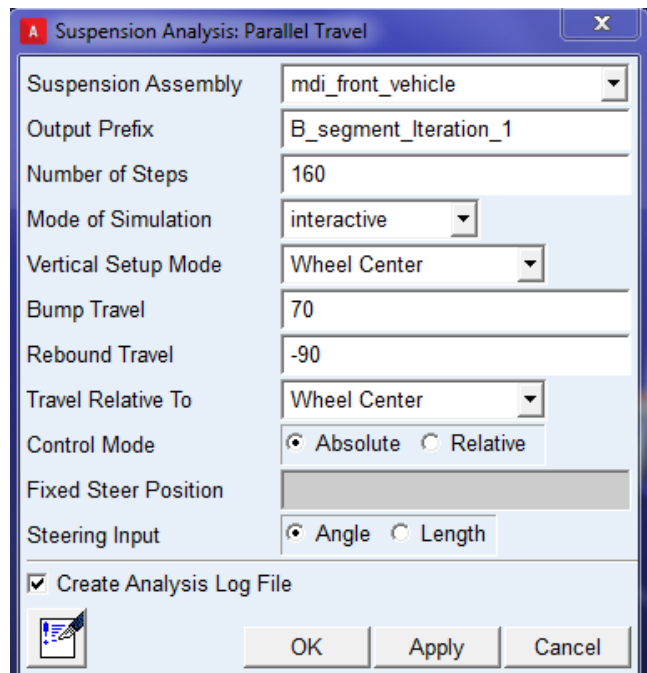 Suspension Analysis: Parallel Travel
Suspension Assembly mdi_front_vehicle
Output Prefix B_segment_Iteration_1
Number of Steps 160
Mode of Simulation interactive
Vertical Setup Mode Wheel Center
Bump Travel 70
Rebound Travel -90
Travel Relative To Wheel Center
Control Mode Absolute Relative
Fixed Steer Position
Steering Input Angle Length
Create Analysis Log File
OK Apply Cancel